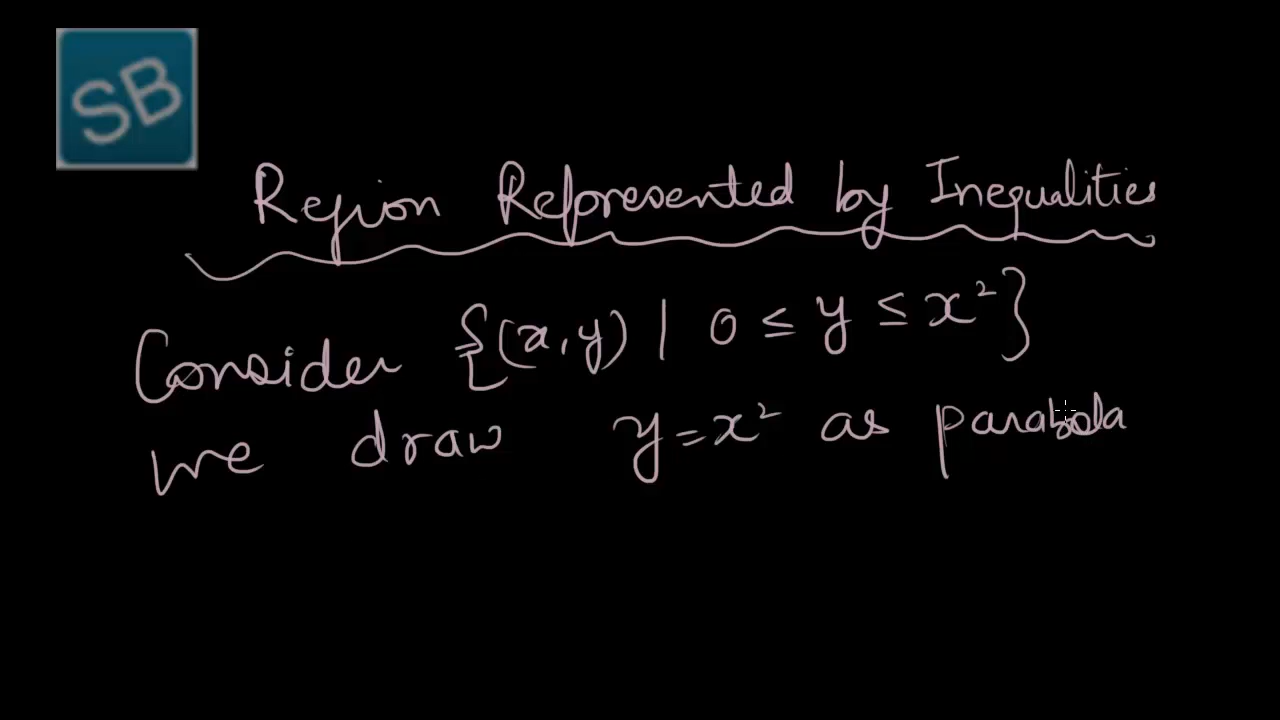 SB
Region Represented by Inequalities
Consider {(x,y) | 0 ≤ y ≤ x²}
we draw y=x² as parabola